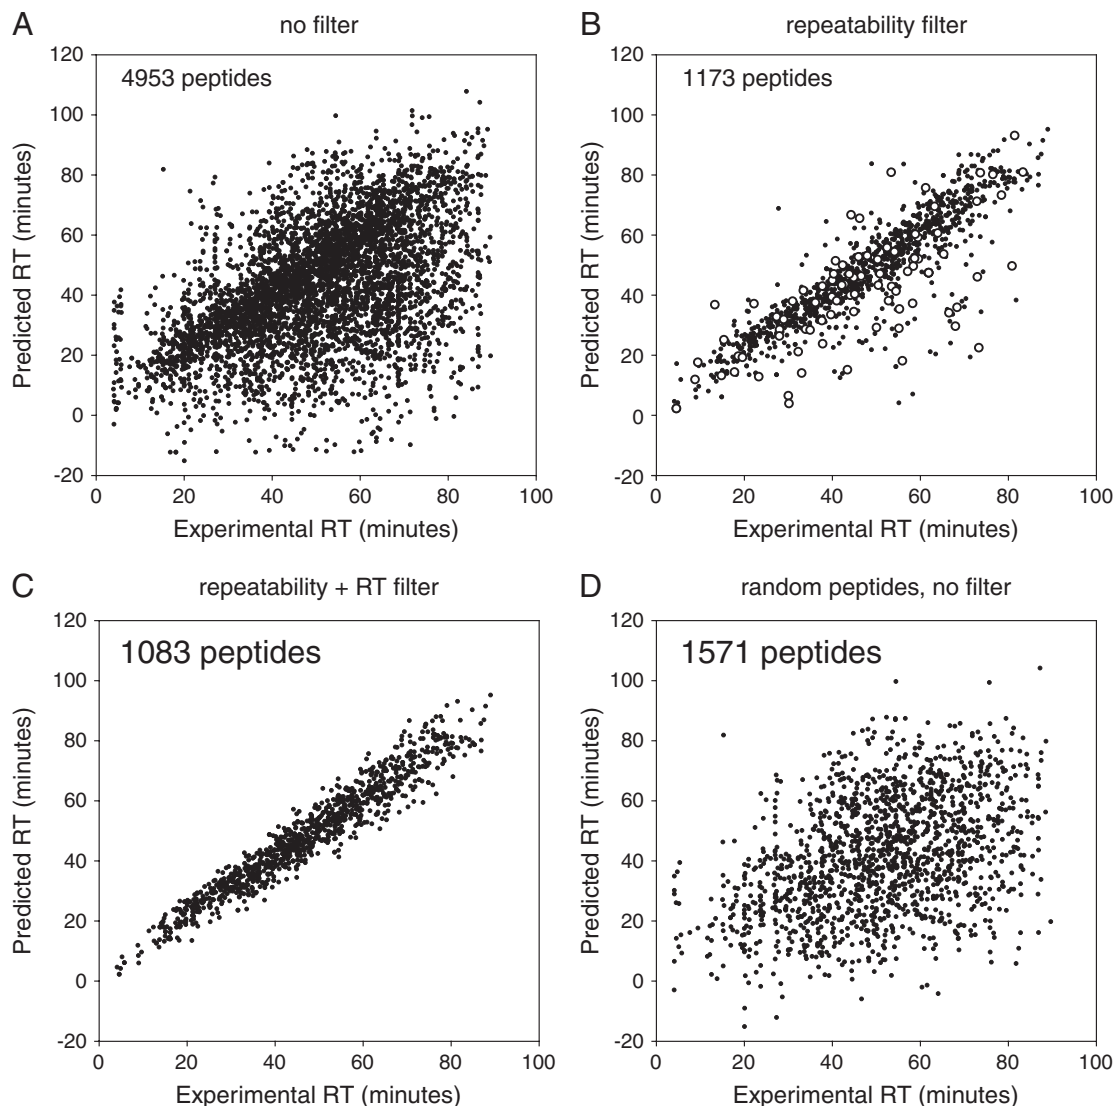 A
no filter
4953 peptides
120
100
80
60
40
20
0
-20
Predicted RT (minutes)
0
20
40
60
80
100
Experimental RT (minutes)
B
repeatability filter
1173 peptides
120
100
80
60
40
20
0
-20
Predicted RT (minutes)
0
20
40
60
80
100
Experimental RT (minutes)
C
repeatability + RT filter
1083 peptides
120
100
80
60
40
20
0
-20
Predicted RT (minutes)
0
20
40
60
80
100
Experimental RT (minutes)
D
random peptides, no filter
1571 peptides
120
100
80
60
40
20
0
-20
Predicted RT (minutes)
0
20
40
60
80
100
Experimental RT (minutes)